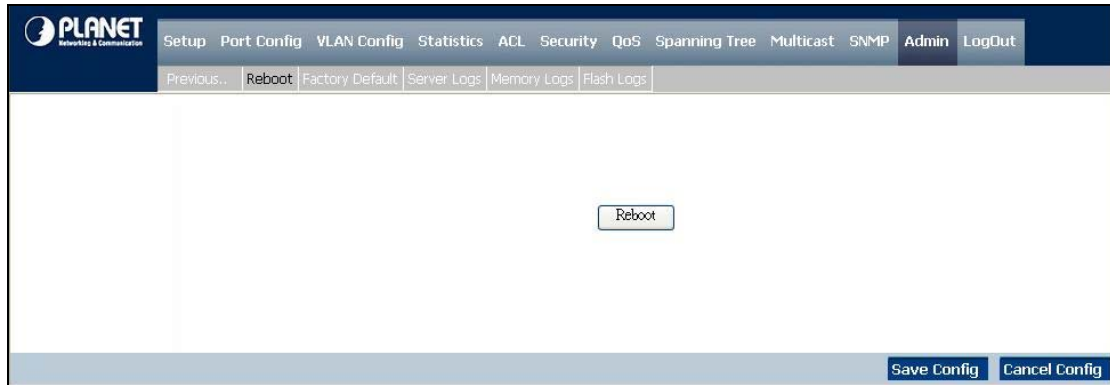 PLANET
Networking & Communication
Setup Port Config VLAN Config Statistics ACL Security QoS Spanning Tree Multicast SNMP Admin LogOut
Previous.. Reboot Factory Default Server Logs Memory Logs Flash Logs
Reboot
Save Config Cancel Config